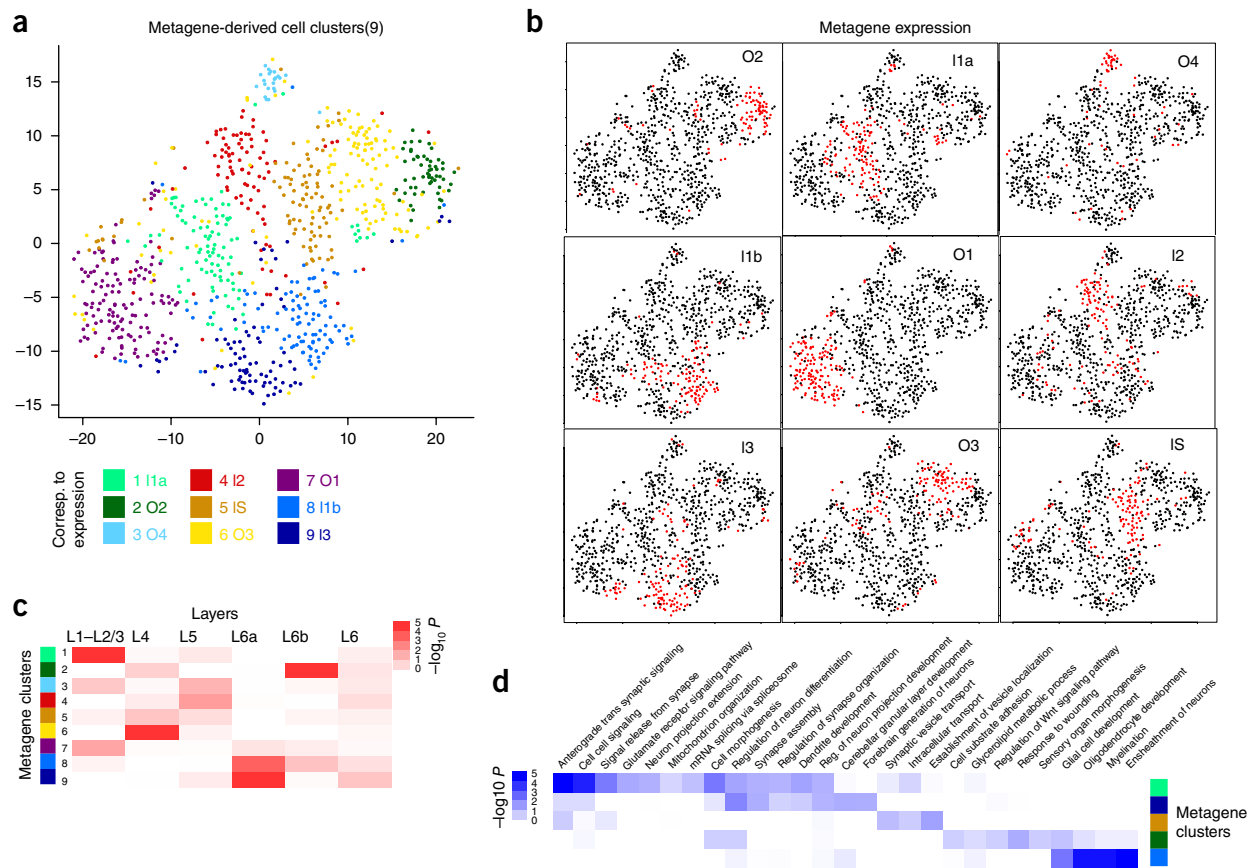 a
Metagene-derived cell clusters(9)
15
10
5
0
−5
−10
−15
−20
−10
0
10
20
Corresp. to expression
1 I1a
4 I2
7 O1
2 O2
5 IS
8 I1b
3 O4
6 O3
9 I3
b
Metagene expression
O2
I1a
O4
I1b
O1
I2
I3
O3
IS
c
Layers
L1–L2/3
L4
L5
L6a
L6b
L6
5
4
3
2
1
0
−log10 P
Metagene clusters
1
2
3
4
5
6
7
8
9
d
Anterograde trans synaptic signaling
Cell cell signaling
Signal release from synapse
Glutamate receptor signaling pathway
Neuron projection extension
Mitochondrion organization
mRNA splicing via spliceosome
Cell morphogenesis
Regulation of neuron differentiation
Synapse assembly
Regulation of synapse organization
Dendrite development
Reg of neuron projection development
Cerebellar granular layer development
Forebrain generation of neurons
Synaptic vesicle transport
Intracellular transport
Establishment of vesicle localization
Cell substrate adhesion
Glycerolipid metabolic process
Regulation of Wnt signaling pathway
Response to wounding
Sensory organ morphogenesis
Glial cell development
Oligodendrocyte development
Myelination of neurons
Ensheathment of neurons
−log10 P
5
4
3
2
1
0
Metagene
clusters